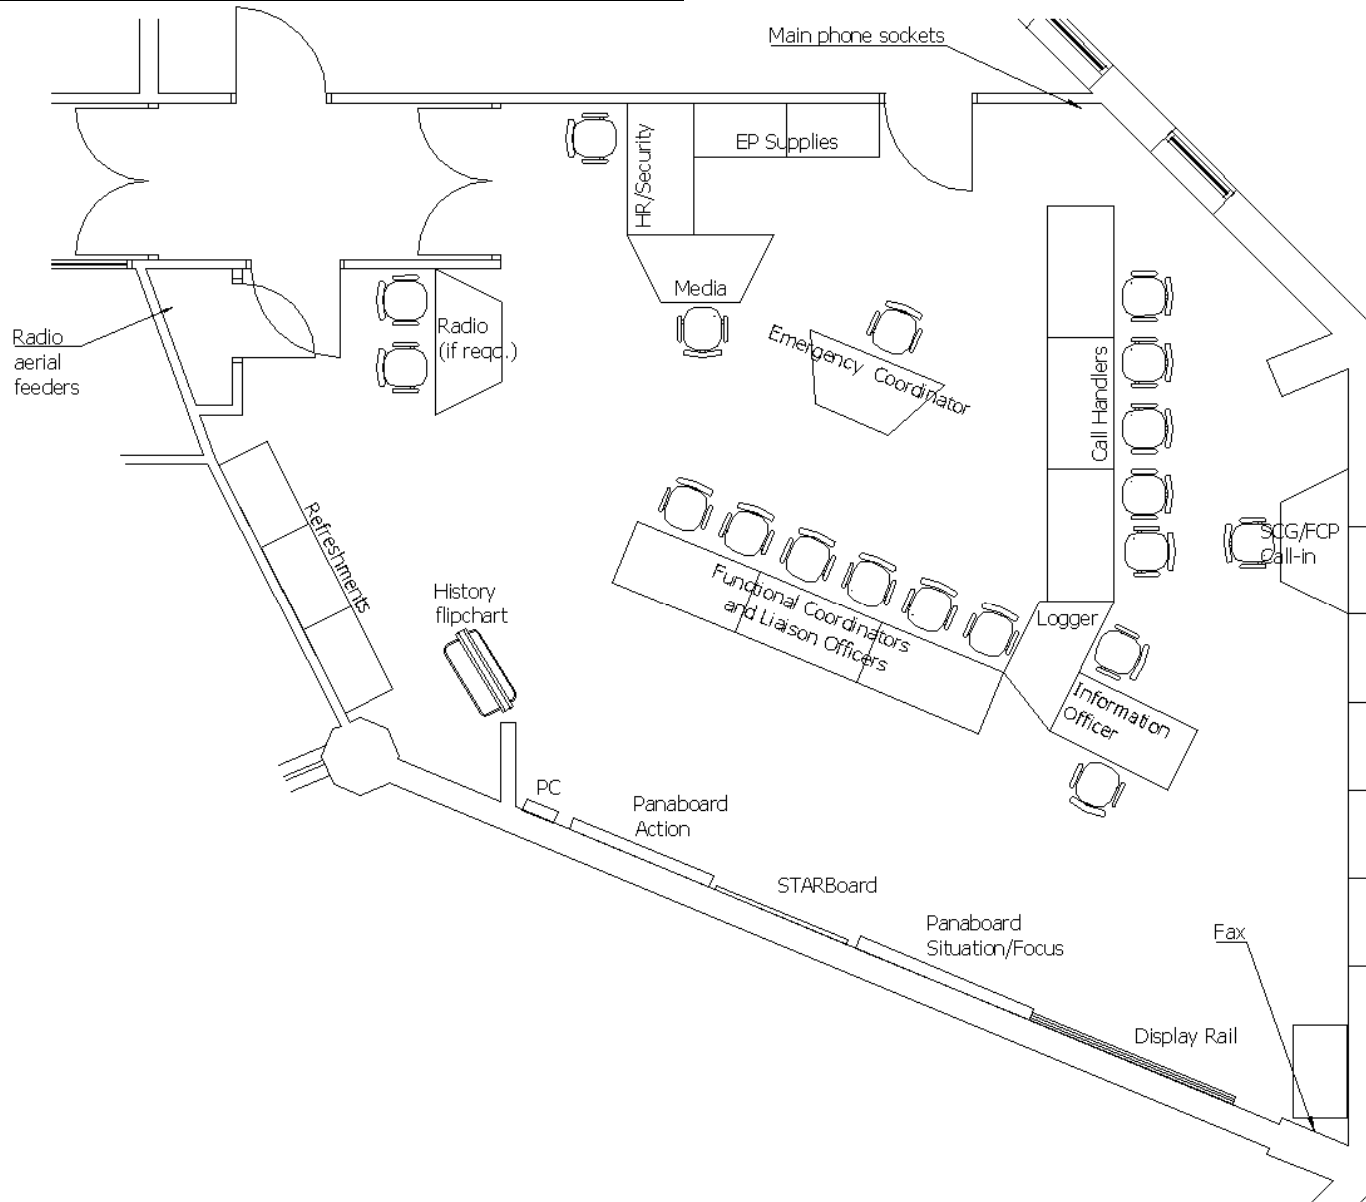 Main phone sockets
EP Supplies
HR/Security
Media
Radio
aerial
feeders
Radio
(if reqd.)
Emergency Coordinator
Call Handlers
SCG/FCP
Call-in
Refreshments
History
flipchart
Functional Coordinators
and Liaison Officers
Logger
Information
Officer
PC
Panaboard
Action
STARBoard
Panaboard
Situation/Focus
Fax
Display Rail